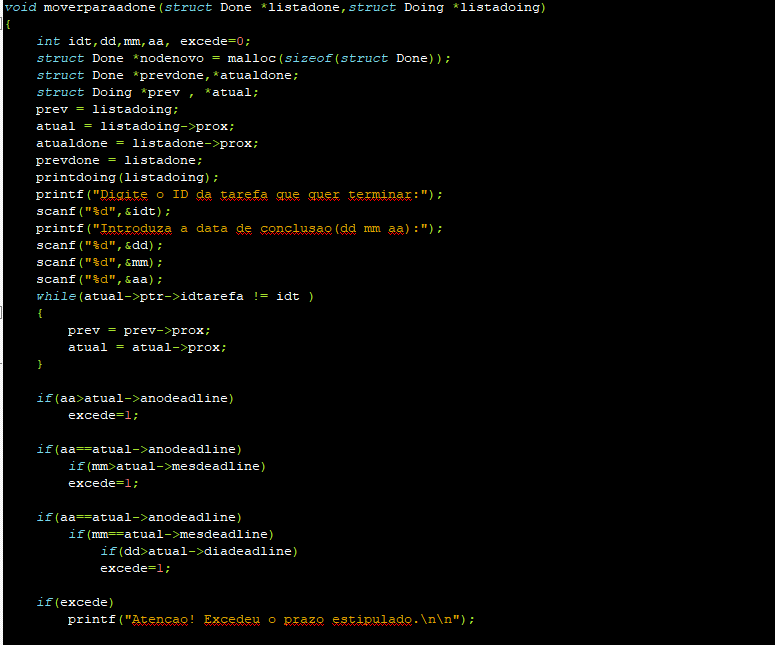 void moverparaadone(struct Done *listadone,struct Doing *listadoing)
{
    int idt,dd,mm,aa, excede=0;
    struct Done *nodenovo = malloc(sizeof(struct Done));
    struct Done *prevdone,*atualdone;
    struct Doing *prev , *atual;
    prev = listadoing;
    atual = listadoing->prox;
    atualdone = listadone->prox;
    prevdone = listadone;
    printdoing(listadoing);
    printf("Digite o ID da tarefa que quer terminar:");
    scanf("%d",&idt);
    printf("Introduza a data de conclusao(dd mm aa):");
    scanf("%d",&dd);
    scanf("%d",&mm);
    scanf("%d",&aa);
    while(atual->ptr->idtarefa != idt )
    {
        prev = prev->prox;
        atual = atual->prox;
    }
    if(aa>atual->anodeadline)
        excede=1;
    if(aa==atual->anodeadline)
        if(mm>atual->mesdeadline)
        excede=1;
    if(aa==atual->anodeadline)
        if(mm==atual->mesdeadline)
            if(dd>atual->diadeadline)
            excede=1;
    if(excede)
        printf("Atencao! Excedeu o prazo estipulado.\n\n");